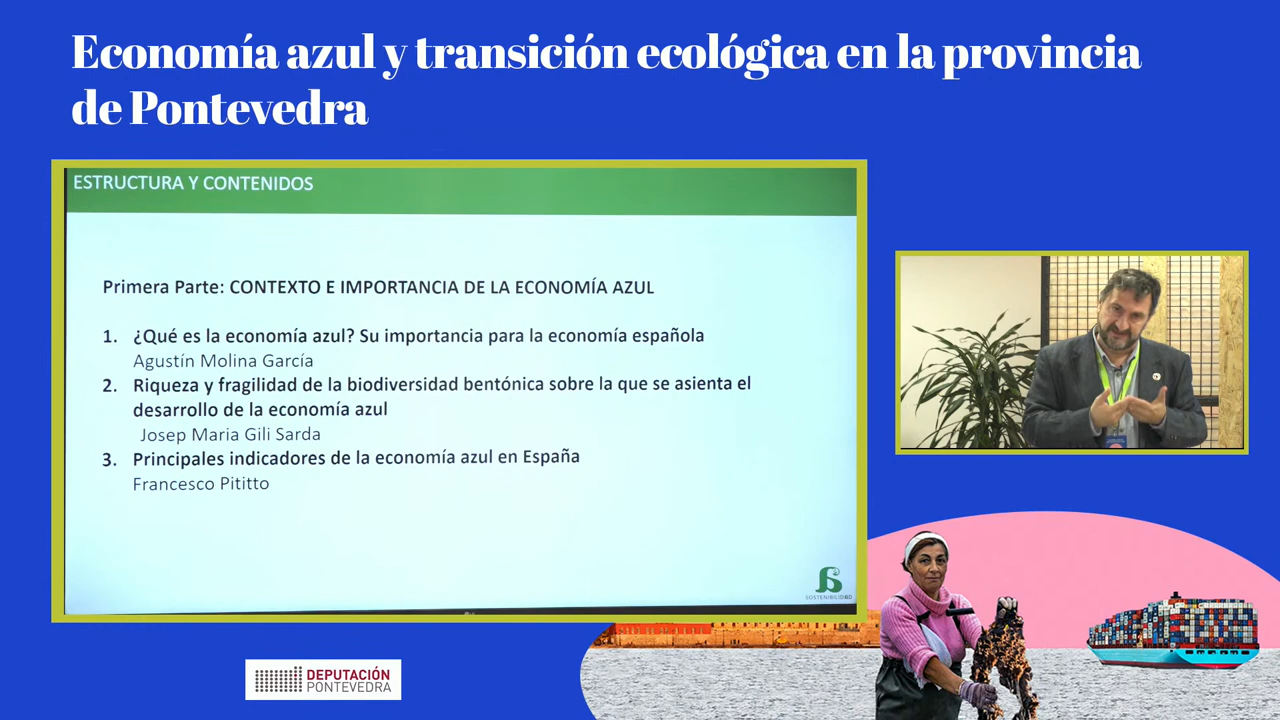 Economía azul y transición ecológica en la provincia
de Pontevedra
ESTRUCTURA Y CONTENIDOS
Primera Parte: CONTEXTO E IMPORTANCIA DE LA ECONOMÍA AZUL
1. ¿Qué es la economía azul? Su importancia para la economía española
Agustín Molina García
2. Riqueza y fragilidad de la biodiversidad bentónica sobre la que se asienta el
desarrollo de la economía azul
Josep Maria Gili Sarda
3. Principales indicadores de la economía azul en España
Francesco Pititto
DEPUTACIÓN
PONTEVEDRA